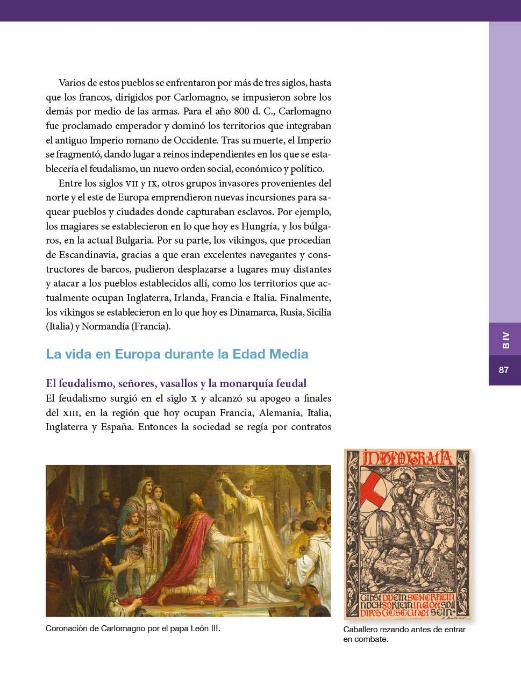 Varios de estos pueblos se enfrentaron por más de tres siglos, hasta
que los francos, dirigidos por Carlomagno, se impusieron sobre los
demás por medio de las armas. Para el año 800 d. C., Carlomagno
fue proclamado emperador y dominó los territorios que integraban
el antiguo Imperio romano de Occidente. Tras su muerte, el Imperio
se fragmentó, dando lugar a reinos independientes en los que se esta-
blecería el feudalismo, un nuevo orden social, económico y político.
Entre los siglos VII y IX, otros grupos invasores provenientes del
norte y el este de Europa emprendieron nuevas incursiones para sa-
quear pueblos y ciudades donde capturaban esclavos. Por ejemplo,
los magiares se establecieron en lo que hoy es Hungría, y los búlga-
ros, en la actual Bulgaria. Por su parte, los vikingos, que procedían
de Escandinavia, gracias a que eran excelentes navegantes y cons-
tructores de barcos, pudieron desplazarse a lugares muy distantes
y atacar a los pueblos establecidos allí, como los territorios que ac-
tualmente ocupan Inglaterra, Irlanda, Francia e Italia. Finalmente,
los vikingos se establecieron en lo que hoy es Dinamarca, Rusia, Sicilia
(Italia) y Normandía (Francia).
La vida en Europa durante la Edad Media
El feudalismo, señores, vasallos y la monarquía feudal
El feudalismo surgió en el siglo X y alcanzó su apogeo a finales
del XIII, en la región que hoy ocupan Francia, Alemania, Italia,
Inglaterra y España. Entonces la sociedad se regía por contratos
Coronación de Carlomagno por el papa León III.
Caballero rezando antes de entrar
en combate.
B IV
87